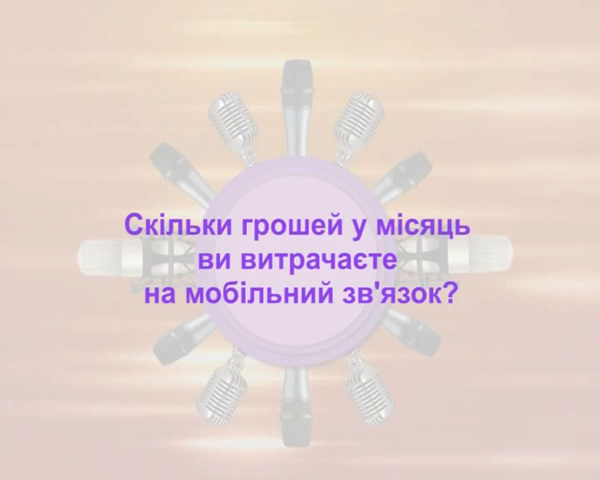 Скільки грошей у місяць
ви витрачаєте
на мобільний зв'язок?